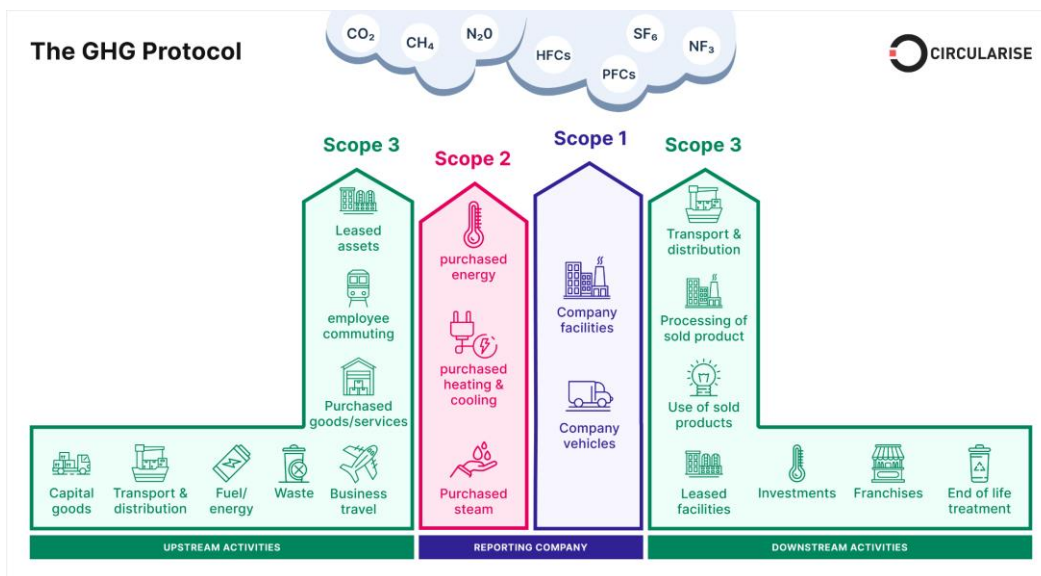 The GHG Protocol
CO₂
CH₄
N₂0
HFCs
PFCs
SF₆
NF₃
CIRCULARISE
Scope 3
Leased
assets
employee
commuting
Purchased
goods/services
Capital
goods
Transport &
distribution
Fuel/
energy
Waste
Business
travel
Scope 2
purchased
energy
purchased
heating &
cooling
Purchased
steam
Scope 1
Company
facilities
Company
vehicles
Scope 3
Transport &
distribution
Processing of
sold product
Use of sold
products
Leased
facilities
Investments
Franchises
End of life
treatment
UPSTREAM ACTIVITIES
REPORTING COMPANY
DOWNSTREAM ACTIVITIES